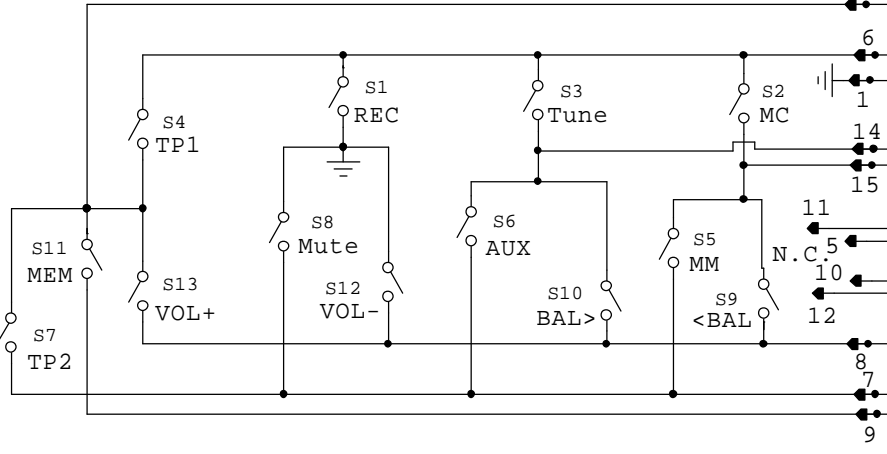 6
S1
REC
S3
Tune
S2
MC
1
S4
TP1
14
15
11
S8
Mute
S6
AUX
S5
MM
N.C.
5
S11
MEM
S13
VOL+
S12
VOL-
S10
BAL>
S9
<BAL
10
12
S7
TP2
8
7
9